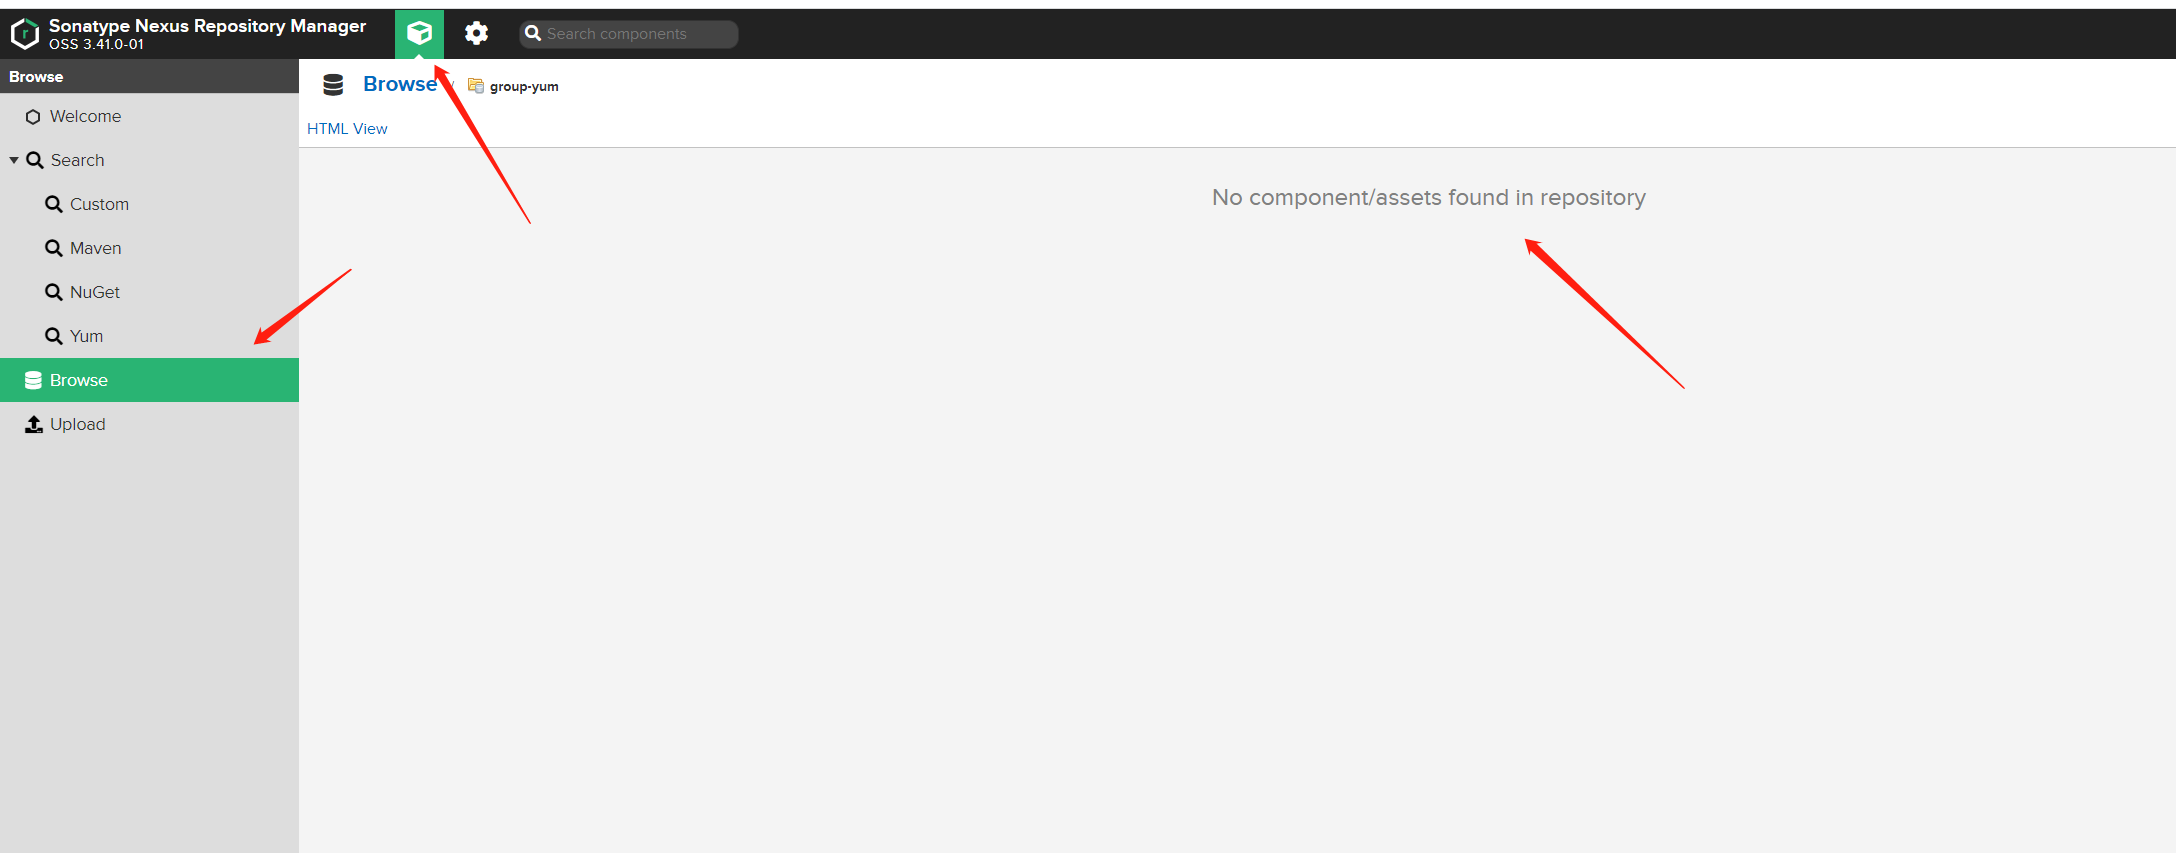 Sonatype Nexus Repository Manager
OSS 3.41.0-01
Search components
Browse
Welcome
Search
Custom
Maven
NuGet
Yum
Browse
Upload
Browse / group-yum
HTML View
No component/assets found in repository